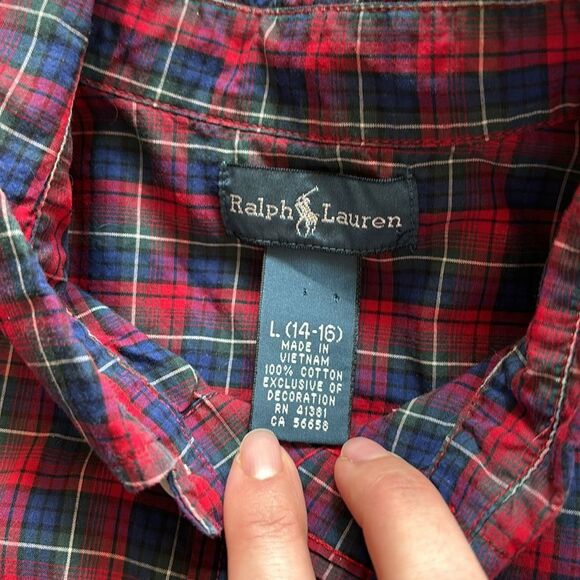 Ralph Lauren
L (14-16)
MADE IN
VIETNAM
100% COTTON
EXCLUSIVE OF
DECORATION
RN 41381
CA 56658